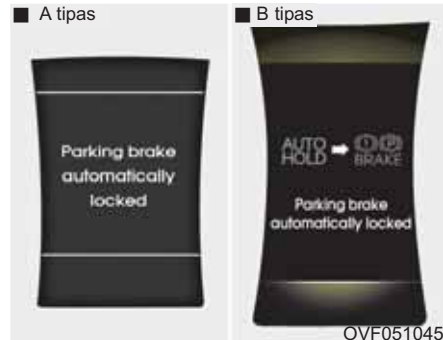 ■ A tipas
Parking brake
automatically
locked
■ B tipas
AUTO
HOLD ➡ (!) (P)
BRAKE
Parking brake
automatically locked
OVF051045